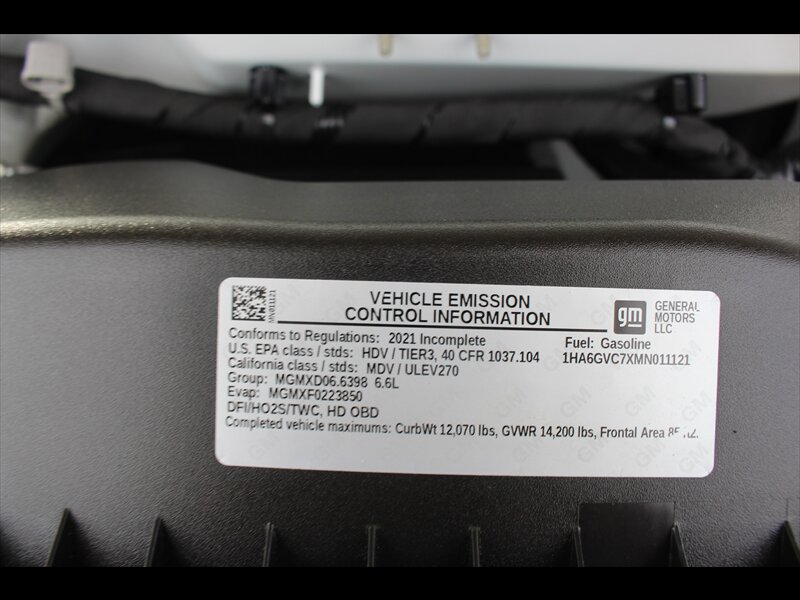 VEHICLE EMISSION
CONTROL INFORMATION
gm
GENERAL
MOTORS
LLC
MN011121
Conforms to Regulations: 2021 Incomplete
Fuel: Gasoline
U.S. EPA class / stds: HDV / TIER3, 40 CFR 1037.104
1HA6GVC7XMN011121
California class / stds: MDV / ULEV270
Group: MGMXD06.6398 6.6L
Evap: MGMXF0223850
DFI/HO2S/TWC, HD OBD
Completed vehicle maximums: CurbWt 12,070 lbs, GVWR 14,200 lbs, Frontal Area